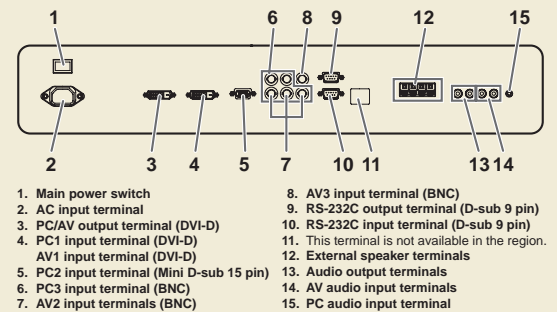 1
6 8 9 12 15
2 3 4 5 7 10 11 13 14
1. Main power switch
2. AC input terminal
3. PC/AV output terminal (DVI-D)
4. PC1 input terminal (DVI-D)
AV1 input terminal (DVI-D)
5. PC2 input terminal (Mini D-sub 15 pin)
6. PC3 input terminal (BNC)
7. AV2 input terminals (BNC)
8. AV3 input terminal (BNC)
9. RS-232C output terminal (D-sub 9 pin)
10. RS-232C input terminal (D-sub 9 pin)
11. This terminal is not available in the region.
12. External speaker terminals
13. Audio output terminals
14. AV audio input terminals
15. PC audio input terminal